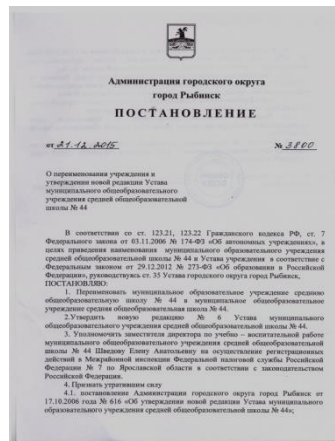 Администрация городского округа
город Рыбинск
ПОСТАНОВЛЕНИЕ
от 21.12.2015 № 3800
О переименовании учреждения и
утверждении новой редакции Устава
муниципального общеобразовательного
учреждения средней общеобразовательной
школы № 44
В соответствии со ст. 123.21, 123.22 Гражданского кодекса РФ, ст. 7
Федерального закона от 03.11.2006 № 174-ФЗ «Об автономных учреждениях», в
целях приведения наименования муниципального образовательного учреждения
средней образовательной школы № 44 и Устава учреждения в соответствие с
Федеральным законом от 29.12.2012 № 273-ФЗ «Об образовании в Российской
Федерации», руководствуясь ст. 35 Устава городского округа город Рыбинск,
ПОСТАНОВЛЯЮ:
1. Переименовать муниципальное образовательное учреждение среднюю
общеобразовательную школу № 44 в муниципальное общеобразовательное
учреждение средняя общеобразовательная школа № 44.
2.Утвердить новую редакцию № 6 Устава муниципального
общеобразовательного учреждения средней общеобразовательной школы № 44.
3. Уполномочить заместителя директора по учебно – воспитательной работе
муниципального общеобразовательного учреждения средней общеобразовательной
школы № 44 Шведову Елену Анатольевну на осуществление регистрационных
действий в Межрайонной инспекции Федеральной налоговой службы Российской
Федерации № 7 по Ярославской области в соответствии с законодательством
Российской Федерации.
4. Признать утратившим силу
4.1. постановление Администрации городского округа город Рыбинск от
17.10.2006 года № 616 «Об утверждении новой редакции Устава муниципального
образовательного учреждения средней общеобразовательной школы № 44»;